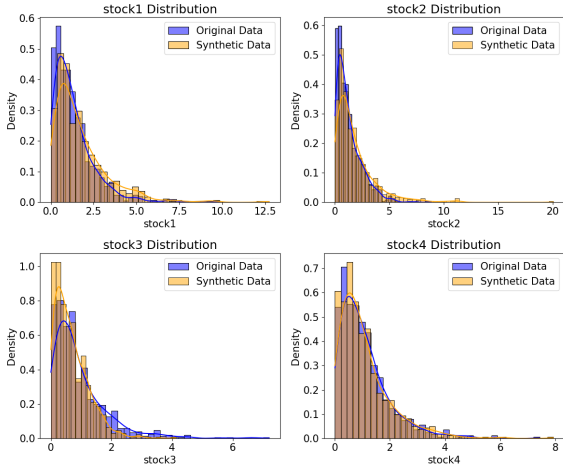 stock1 Distribution
0.6
0.5
0.4
0.3
0.2
0.1
0.0
Density
Original Data
Synthetic Data
0.0 2.5 5.0 7.5 10.0 12.5
stock1
stock2 Distribution
0.6
0.5
0.4
0.3
0.2
0.1
0.0
Density
Original Data
Synthetic Data
0 5 10 15 20
stock2
stock3 Distribution
1.0
0.8
0.6
0.4
0.2
0.0
Density
Original Data
Synthetic Data
0 2 4 6
stock3
stock4 Distribution
0.7
0.6
0.5
0.4
0.3
0.2
0.1
0.0
Density
Original Data
Synthetic Data
0 2 4 6 8
stock4